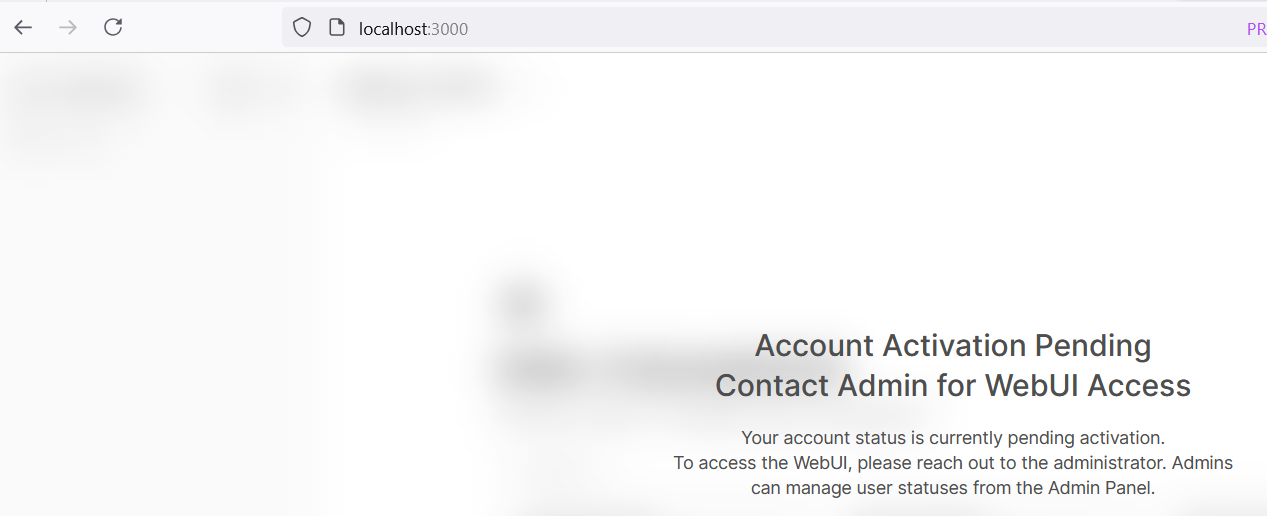 localhost:3000
PR
Account Activation Pending
Contact Admin for WebUI Access
Your account status is currently pending activation.
To access the WebUI, please reach out to the administrator. Admins
can manage user statuses from the Admin Panel.